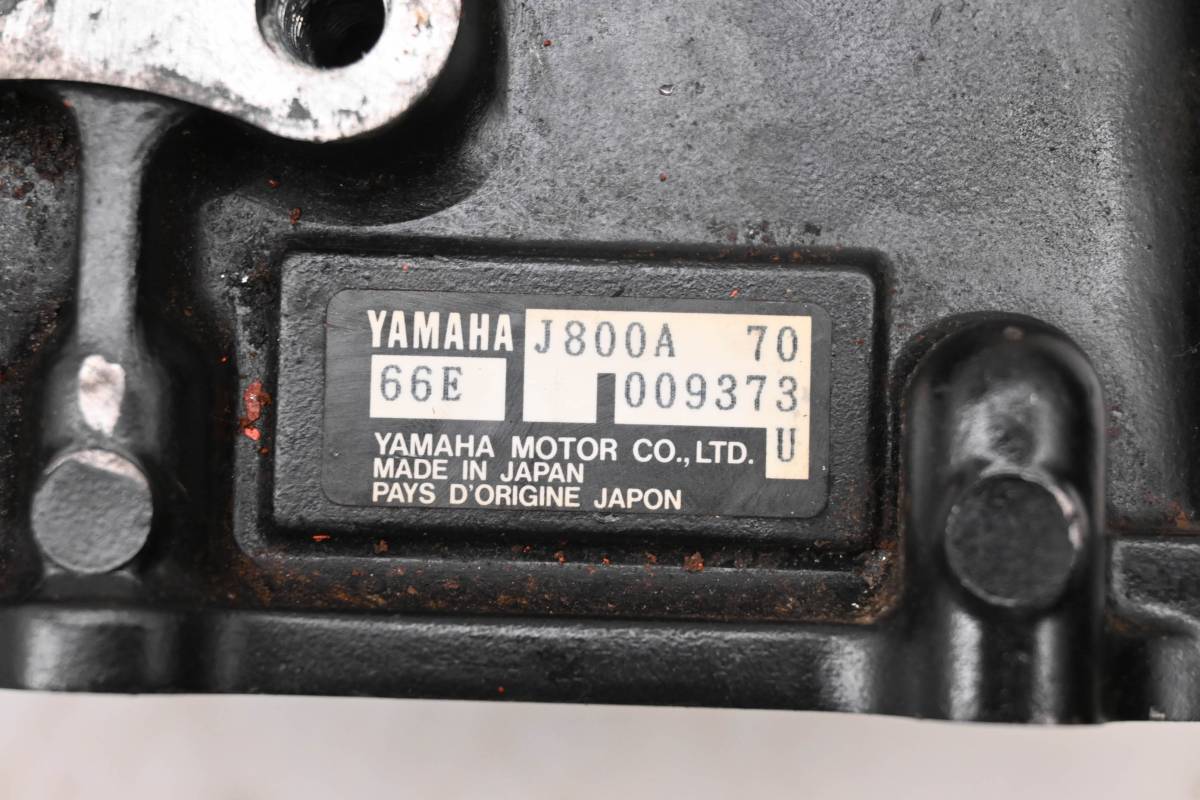 YAMAHA J800A 70
66E 009373
U
YAMAHA MOTOR CO.,LTD.
MADE IN JAPAN
PAYS D'ORIGINE JAPON